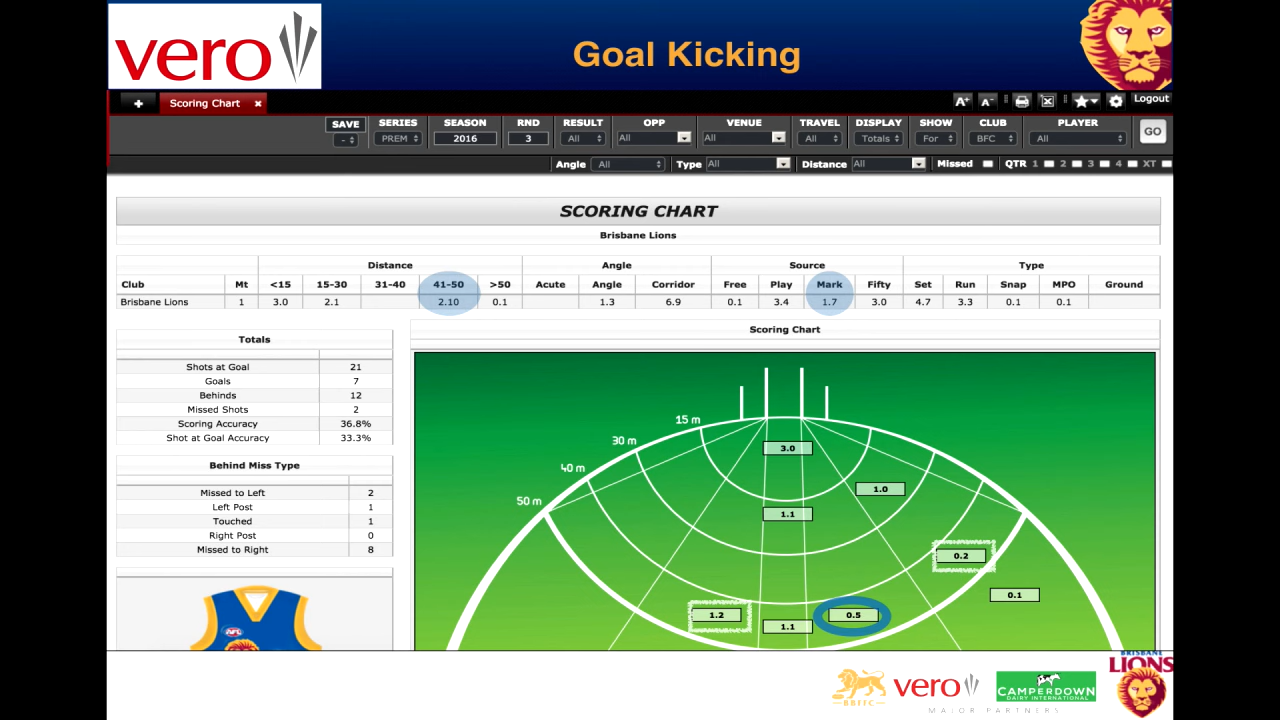 vero
Goal Kicking
+ Scoring Chart ×
A+ A- Logout
SAVE SERIES SEASON RND RESULT OPP VENUE TRAVEL DISPLAY SHOW CLUB PLAYER
- PREM 2016 3 All All All All Totals For BFC All GO
Angle All Type All Distance All Missed QTR 1 2 3 4 XT
SCORING CHART
Brisbane Lions
Distance Angle Source Type
Club Mt <15 15-30 31-40 41-50 >50 Acute Angle Corridor Free Play Mark Fifty Set Run Snap MPO Ground
Brisbane Lions 1 3.0 2.1 2.10 0.1 1.3 6.9 0.1 3.4 1.7 3.0 4.7 3.3 0.1 0.1
Totals
Shots at Goal 21
Goals 7
Behinds 12
Missed Shots 2
Scoring Accuracy 36.8%
Shot at Goal Accuracy 33.3%
Behind Miss Type
Missed to Left 2
Left Post 1
Touched 1
Right Post 0
Missed to Right 8
AFL
Scoring Chart
15 m
30 m
40 m
50 m
3.0
1.0
1.1
0.2
0.1
1.2
1.1
0.5
BBFFC
vero
CAMPERDOWN
DAIRY INTERNATIONAL
BRISBANE
LIONS
MAJOR PARTNERS